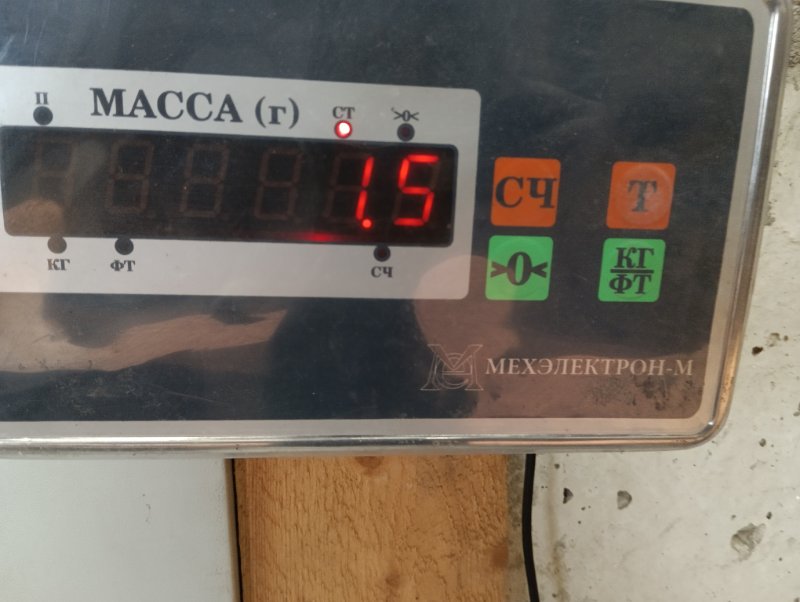 П
МАССА (г)
СТ
>0<
1.5
КГ
ФТ
СЧ
СЧ
Т
>0<
КГ
ФТ
МЕХЭЛЕКТРОН-М